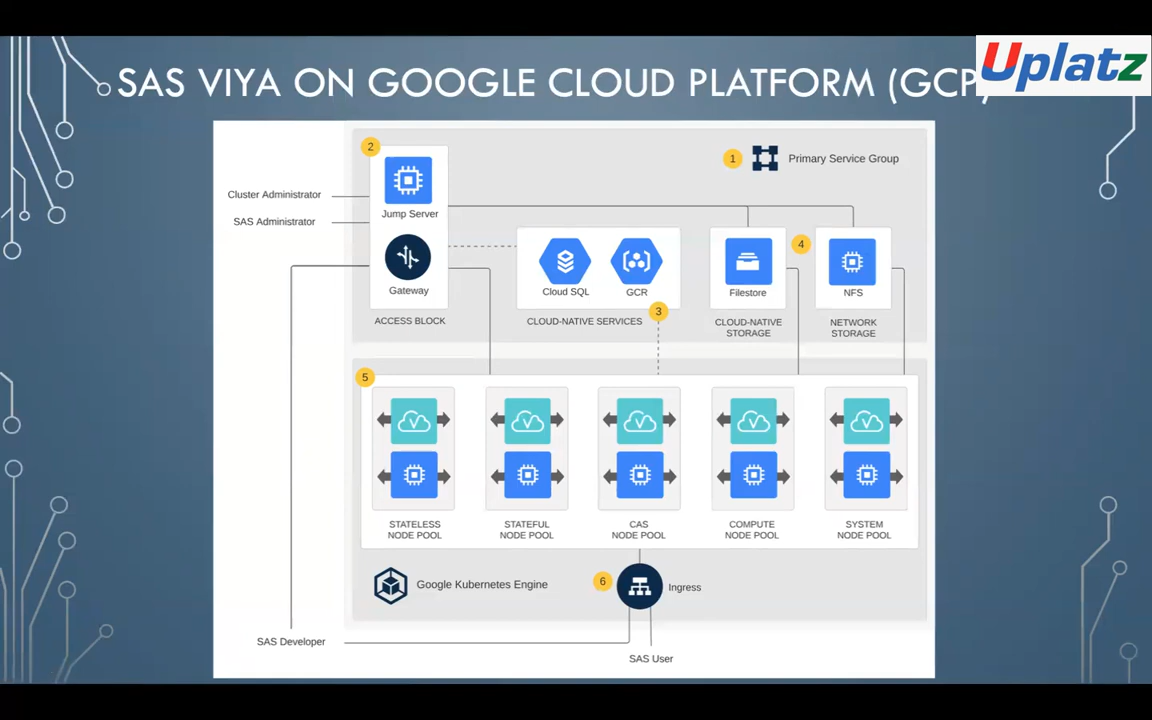 SAS VIYA ON GOOGLE CLOUD PLATFORM (GCP)
Uplatz
2
1
Primary Service Group
Cluster Administrator
SAS Administrator
Jump Server
Gateway
ACCESS BLOCK
Cloud SQL
GCR
CLOUD-NATIVE SERVICES
3
Filestore
CLOUD-NATIVE
STORAGE
4
NFS
NETWORK
STORAGE
5
STATELESS
NODE POOL
STATEFUL
NODE POOL
CAS
NODE POOL
COMPUTE
NODE POOL
SYSTEM
NODE POOL
Google Kubernetes Engine
6
Ingress
SAS Developer
SAS User